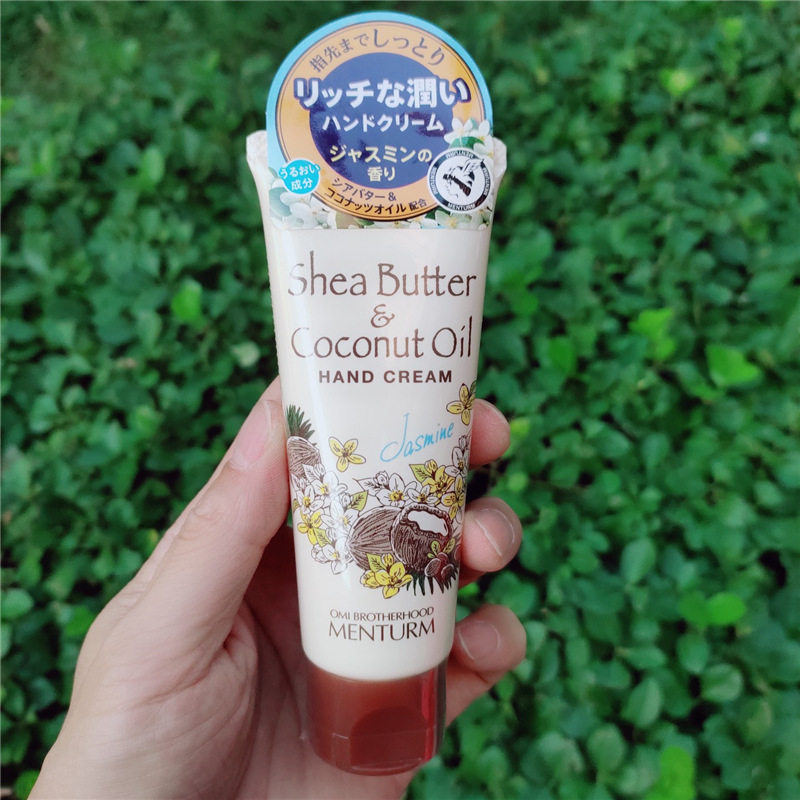 指先までしっとり
リッチな潤い
ハンドクリーム
ジャスミンの
香り
うるおい
成分
シアバター&
ココナッツオイル配合
MENTURM
Shea Butter
&
Coconut Oil
HAND CREAM
Jasmine
OMI BROTHERHOOD
MENTURM